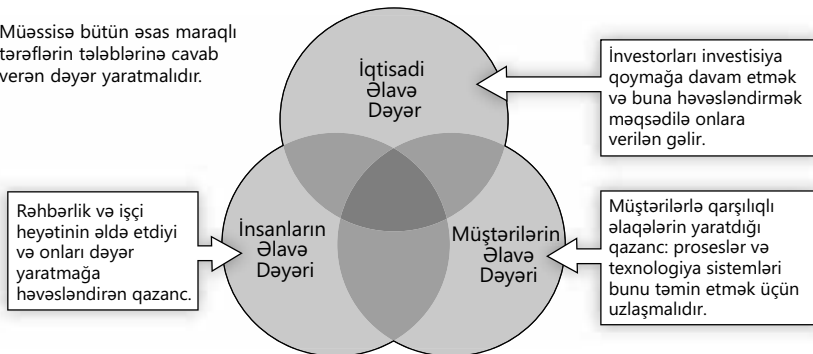 Müəssisə bütün əsas maraqlı
tərəflərin tələblərinə cavab
verən dəyər yaratmalıdır.
İqtisadi
Əlavə
Dəyər
İnvestorları investisiya
qoymağa davam etmək
və buna həvəsləndirmək
məqsədilə onlara
verilən gəlir.
Rəhbərlik və işçi
heyətinin əldə etdiyi
və onları dəyər
yaratmağa
həvəsləndirən qazanc.
İnsanların
Əlavə
Dəyəri
Müştərilərin
Əlavə
Dəyəri
Müştərilərlə qarşılıqlı
əlaqələrin yaratdığı
qazanc: proseslər və
texnologiya sistemləri
bunu təmin etmək üçün
uzlaşmalıdır.